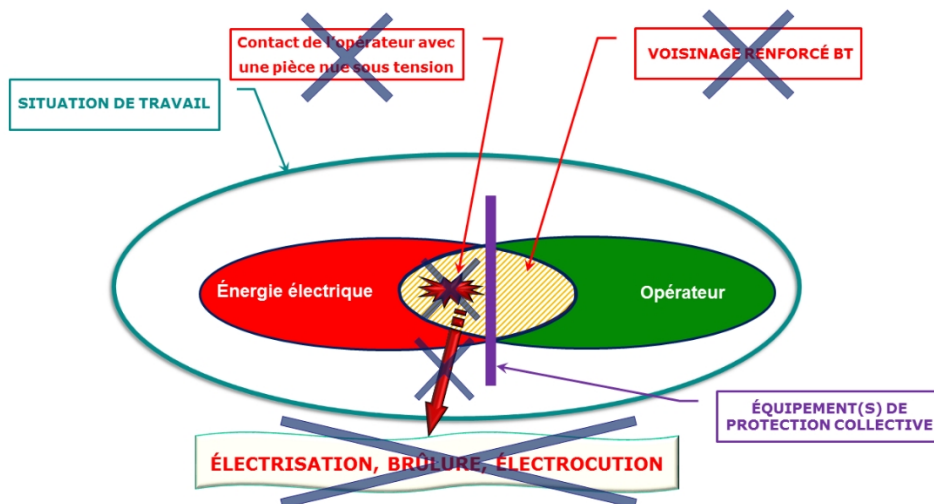 Contact de l'opérateur avec
une pièce nue sous tension
VOISINAGE RENFORCÉ BT
SITUATION DE TRAVAIL
Énergie électrique
Opérateur
ÉQUIPEMENT(S) DE
PROTECTION COLLECTIVE
ÉLECTRISATION, BRÛLURE, ÉLECTROCUTION